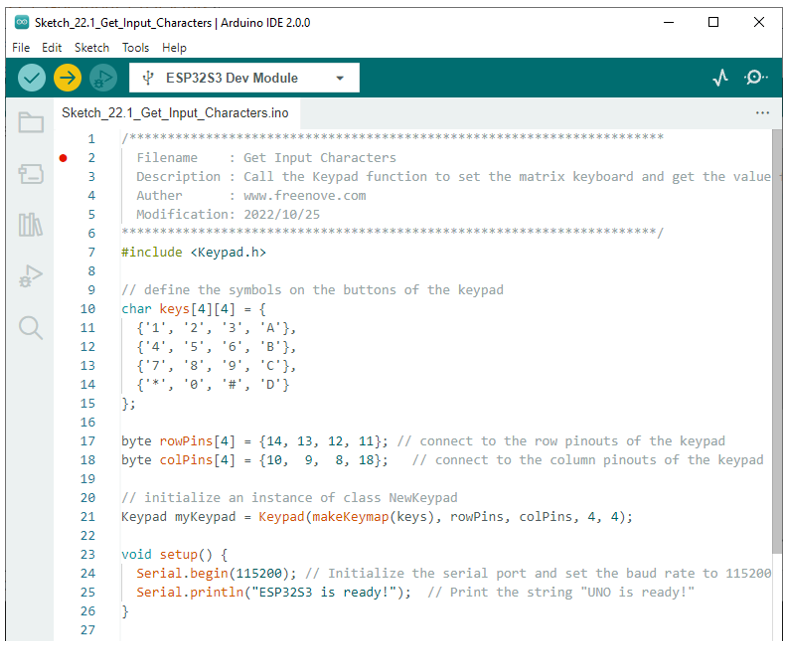 Sketch_22.1_Get_Input_Characters | Arduino IDE 2.0.0
File Edit Sketch Tools Help
ESP32S3 Dev Module
Sketch_22.1_Get_Input_Characters.ino
1 /**********************************************************************
2 Filename    : Get Input Characters
3 Description : Call the Keypad function to set the matrix keyboard and get the value
4 Auther      : www.freenove.com
5 Modification: 2022/10/25
6 **********************************************************************/
7 #include <Keypad.h>
8
9 // define the symbols on the buttons of the keypad
10 char keys[4][4] = {
11 {'1', '2', '3', 'A'},
12 {'4', '5', '6', 'B'},
13 {'7', '8', '9', 'C'},
14 {'*', '0', '#', 'D'}
15 };
16
17 byte rowPins[4] = {14, 13, 12, 11}; // connect to the row pinouts of the keypad
18 byte colPins[4] = {10,  9,  8, 18};   // connect to the column pinouts of the keypad
19
20 // initialize an instance of class NewKeypad
21 Keypad myKeypad = Keypad(makeKeymap(keys), rowPins, colPins, 4, 4);
22
23 void setup() {
24 Serial.begin(115200); // Initialize the serial port and set the baud rate to 115200
25 Serial.println("ESP32S3 is ready!");  // Print the string "UNO is ready!"
26 }
27